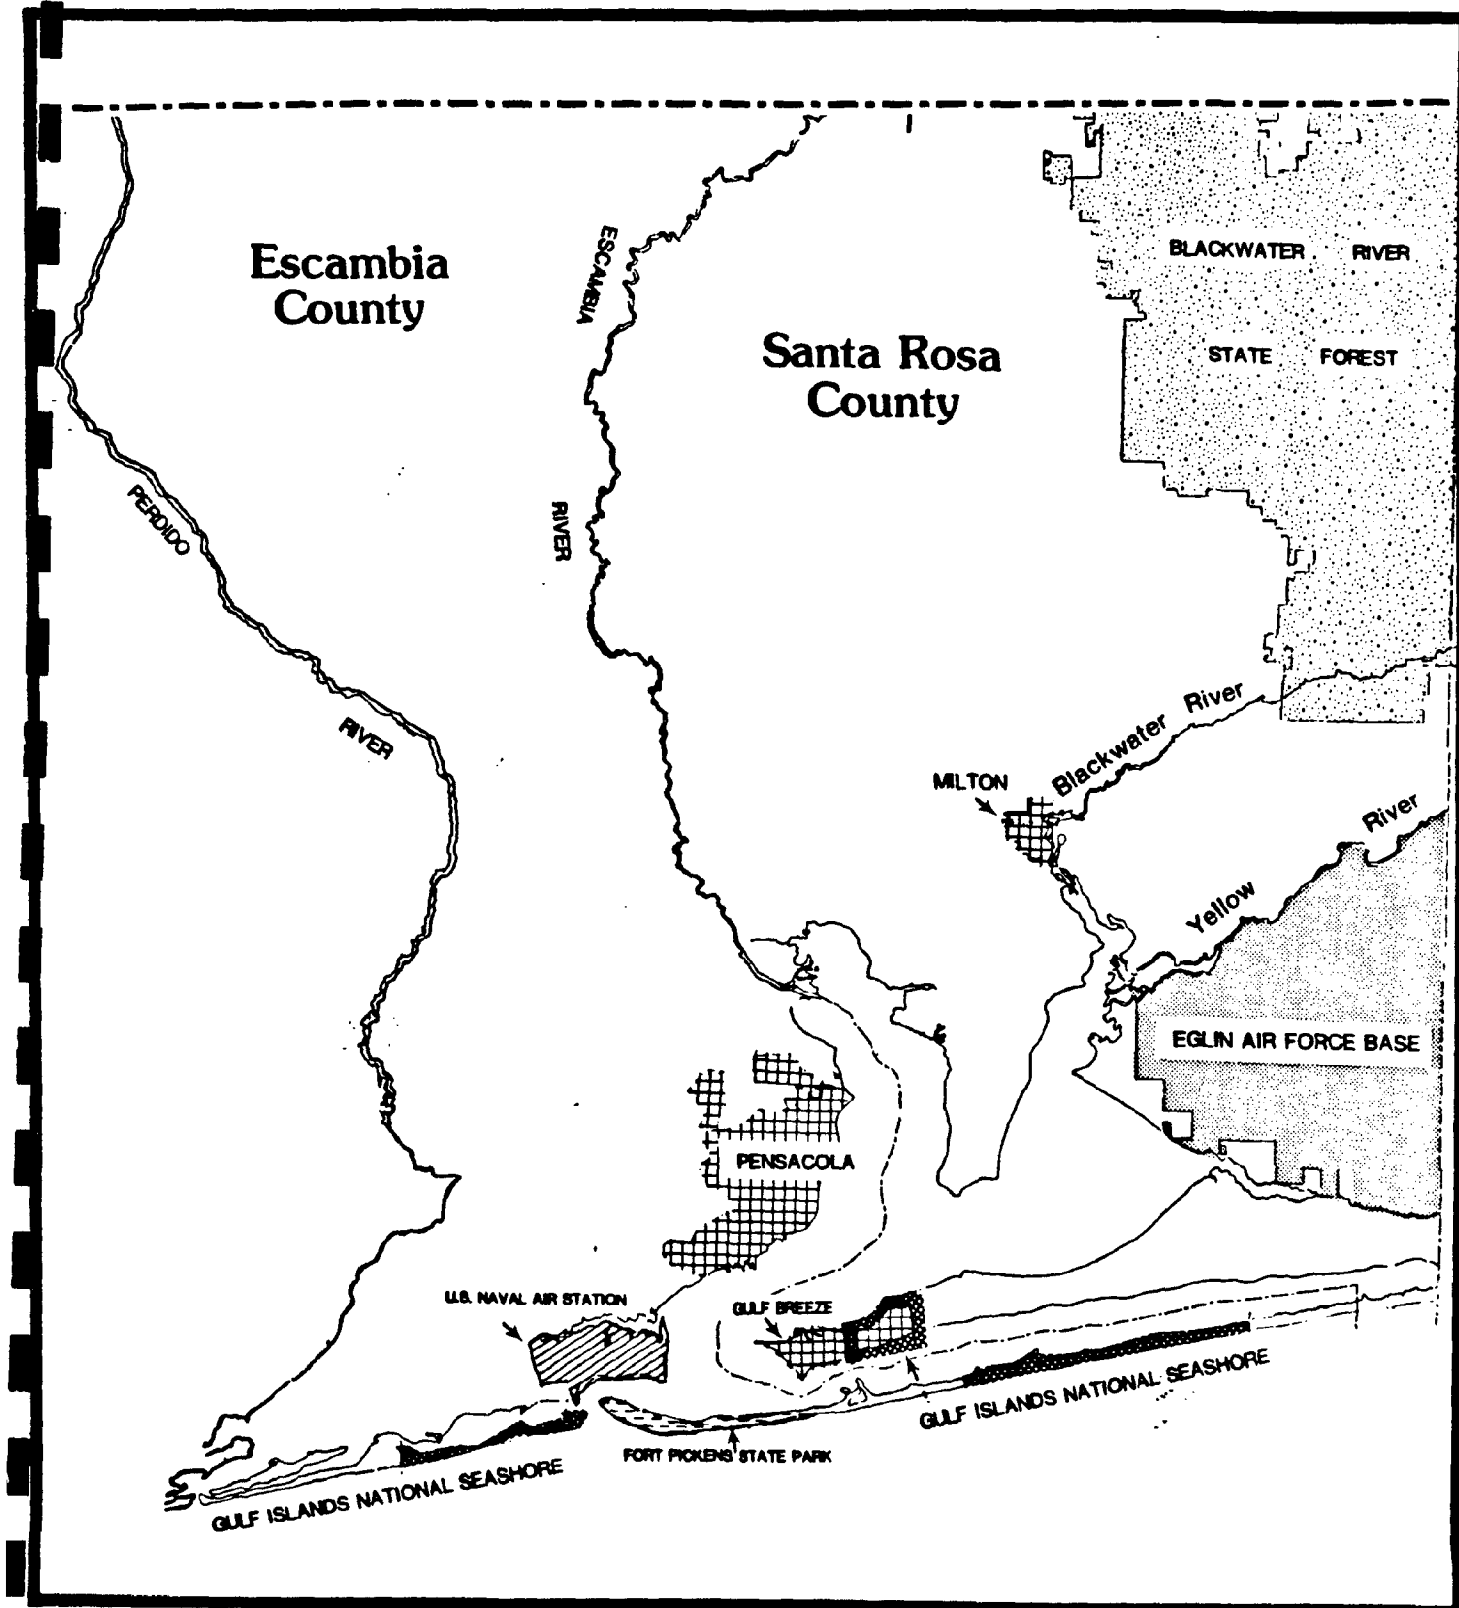 BLACKWATER RIVER
STATE FOREST
Escambia
County
ESCAMBIA
RIVER
Santa Rosa
County
PERDIDO
RIVER
Blackwater River
MILTON
Yellow River
EGLIN AIR FORCE BASE
PENSACOLA
U.S. NAVAL AIR STATION
GULF BREEZE
GULF ISLANDS NATIONAL SEASHORE
FORT PICKENS STATE PARK
GULF ISLANDS NATIONAL SEASHORE